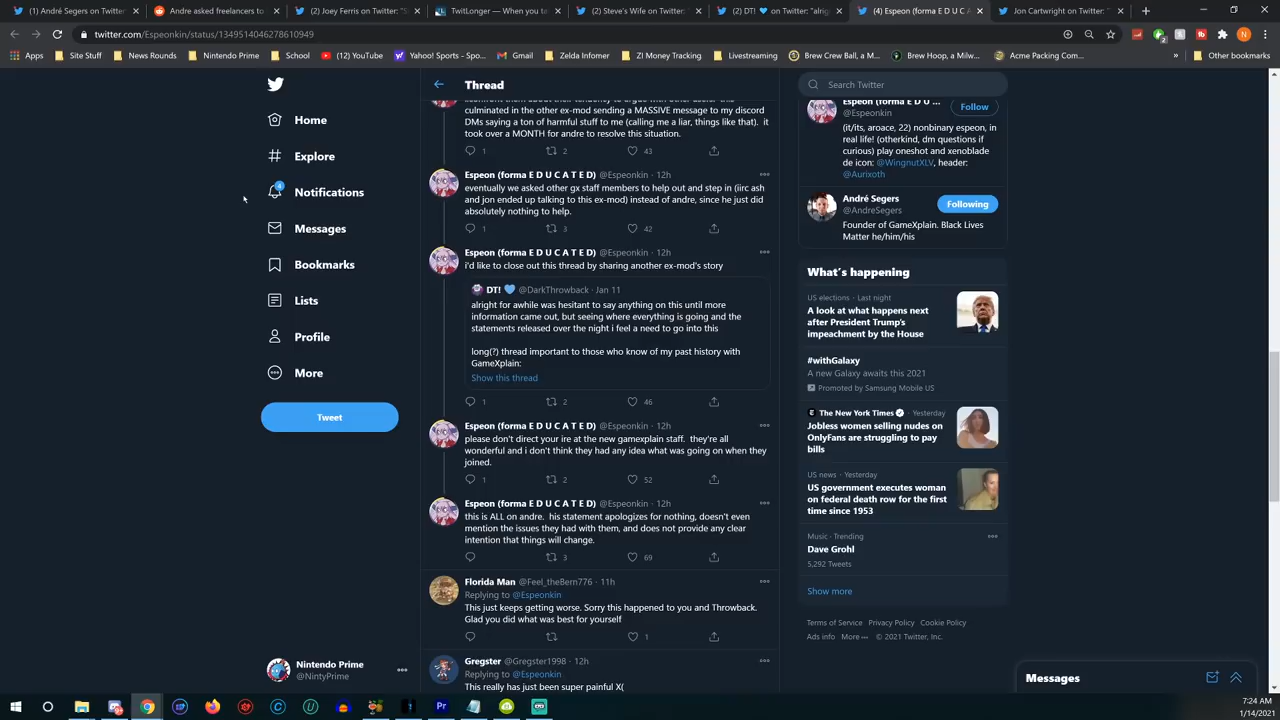 (1) Andre Segers on Twitter: "
Andre asked freelancers to
(2) Joey Ferris on Twitter: "S
TwitLonger — When you ta
(2) Steve's Wife on Twitter:
(2) DT! 💙 on Twitter: "alrig
(4) Espeon (forma E D U C A
Jon Cartwright on Twitter: "
twitter.com/Espeonkin/status/1349514046278610949
Apps
Stream Words
News Rounds
Nintendo Prime
School
(12) YouTube
Yahoo! Sports - Spo...
Gmail
Zelda Infomer
ZI Money Tracking
Livestreaming
Brew Crew Ball, a M...
Brew Hoop, a Milw...
Acme Packing Com...
Other bookmarks
Home
Explore
4
Notifications
Messages
Bookmarks
Lists
Profile
More
Tweet
Nintendo Prime
@NintyPrime
Thread
culminated in the other ex-mod sending a MASSIVE message to my discord
DMs saying a ton of harmful stuff to me (calling me a liar, things like that). it
took over a MONTH for andre to resolve this situation.
1 2 43
Espeon (forma E D U C A T E D) @Espeonkin · 12h
eventually we asked other gx staff members to help out and step in (iirc ash
and jon ended up talking to this ex-mod) instead of andre, since he just did
absolutely nothing to help.
1 3 42
Espeon (forma E D U C A T E D) @Espeonkin · 12h
i'd like to close out this thread by sharing another ex-mod's story
DT! 💙 @DarkThrowback · Jan 11
alright for awhile was hesitant to say anything on this until more
information came out, but seeing where everything is going and the
statements released over the night i feel a need to go into this
long(?) thread important to those who know of my past history with
GameXplain:
Show this thread
1 2 46
Espeon (forma E D U C A T E D) @Espeonkin · 12h
please don't direct your ire at the new gamexplain staff. they're all
wonderful and i don't think they had any idea what was going on when they
joined.
1 2 52
Espeon (forma E D U C A T E D) @Espeonkin · 12h
this is ALL on andre. his statement apologizes for nothing, doesn't even
mention the issues they had with them, and does not provide any clear
intention that things will change.
3 69
Florida Man @Feel_theBern776 · 11h
Replying to @Espeonkin
This just keeps getting worse. Sorry this happened to you and Throwback.
Glad you did what was best for yourself
1
Gregster @Gregster1998 · 12h
Replying to @Espeonkin
This really has just been super painful X(
Search Twitter
Espeon (forma E D U ...
@Espeonkin
Follow
(it/its, aroace, 22) nonbinary espeon, in
real life! (otherkind, dm questions if
curious) play oneshot and xenoblade
de icon: @WingnutXLV, header:
@Aurixoth
André Segers
@AndreSegers
Following
Founder of GameXplain. Black Lives
Matter he/him/his
What's happening
US elections · Last night
A look at what happens next
after President Trump's
impeachment by the House
#withGalaxy
A new Galaxy awaits this 2021
Promoted by Samsung Mobile US
The New York Times · Yesterday
Jobless women selling nudes on
OnlyFans are struggling to pay
bills
US news · Yesterday
US government executes woman
on federal death row for the first
time since 1953
Music · Trending
Dave Grohl
5,292 Tweets
Show more
Terms of Service Privacy Policy Cookie Policy
Ads info More ··· © 2021 Twitter, Inc.
Messages
7:24 AM
1/14/2021